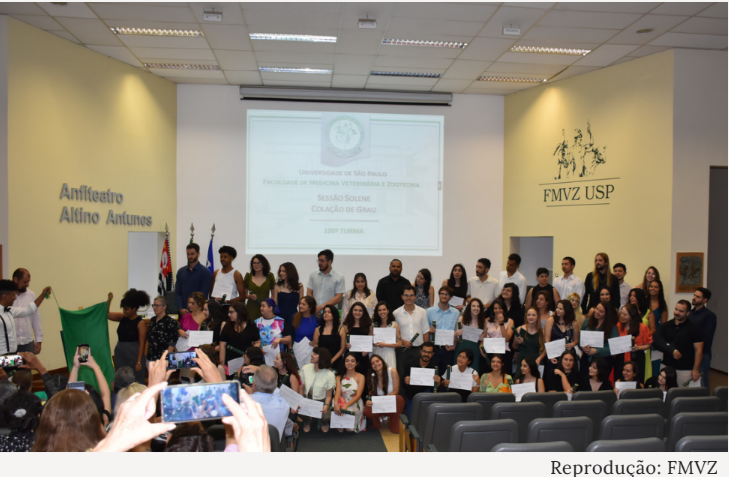 Universidade de São Paulo
Faculdade de Medicina Veterinária e Zootecnia
Sessão Solene
Colação de Grau
Turma
Anfiteatro
Altino Antunes
FMVZ USP
Reprodução: FMVZ